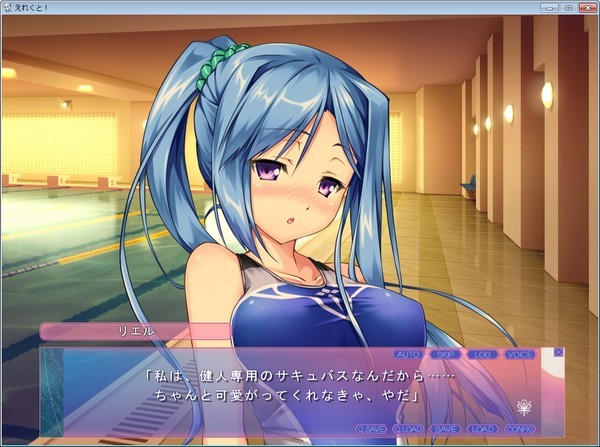 えれくと！
リエル
AUTO SKIP LOG VOICE
「私は、健人専用のサキュバスなんだから……
ちゃんと可愛がってくれなきゃ、やだ」
Q.SAVE Q.LOAD SAVE LOAD CONFIG